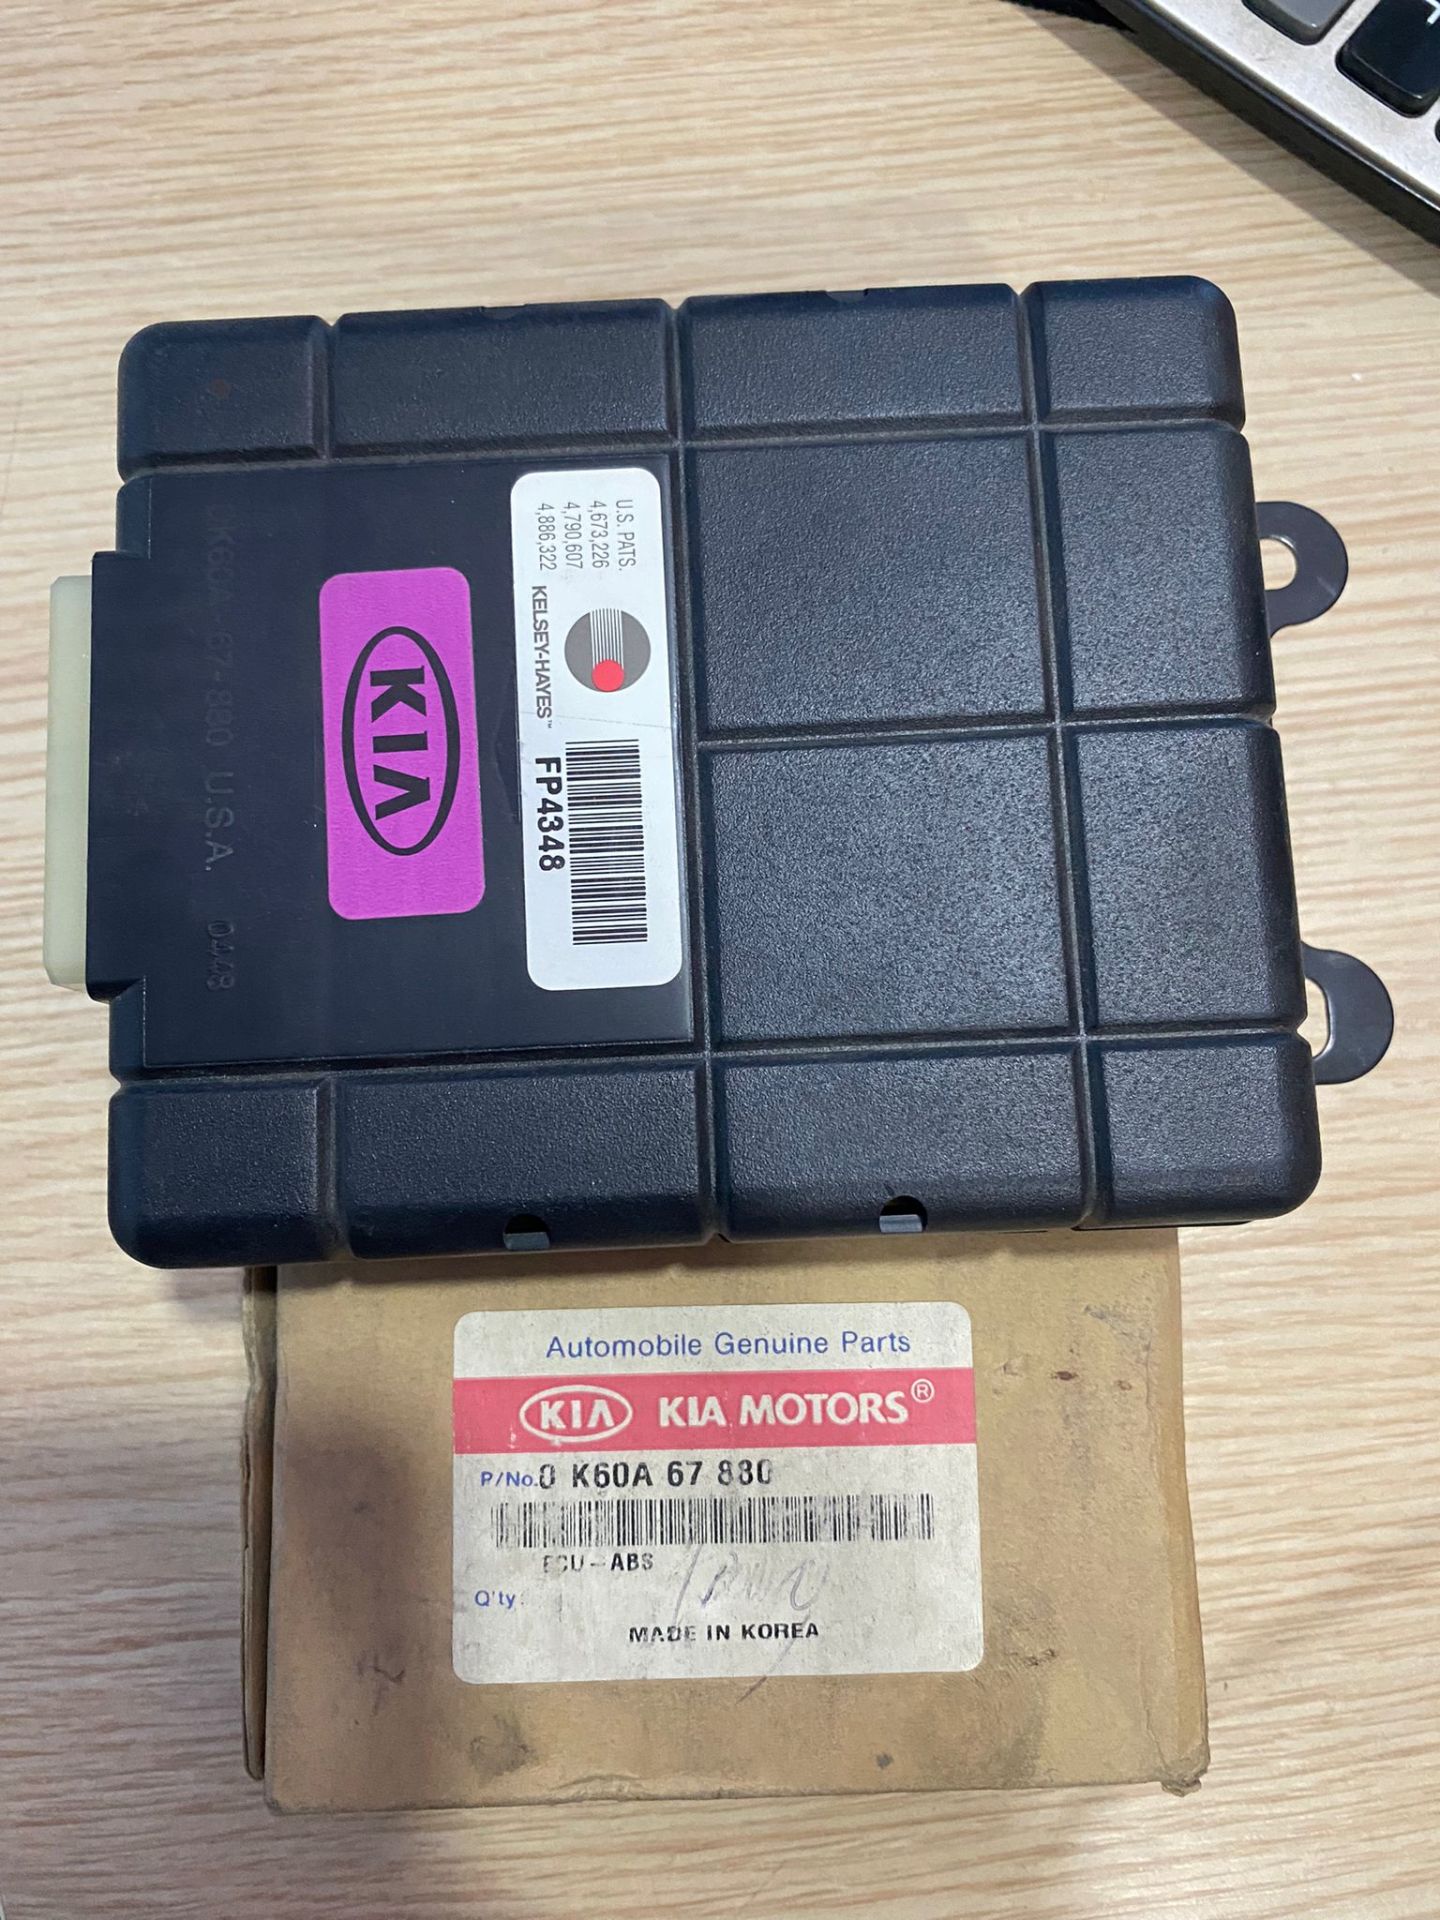 U.S. PATS.
4,673,226
4,790,607
4,886,322
KELSEY-HAYES™
FP4348
KIA
0K60A-67-880 U.S.A. 0448
Automobile Genuine Parts
KIA KIA MOTORS®
P/No. 0 K60A 67 880
ECU-ABS
Q'ty:
MADE IN KOREA